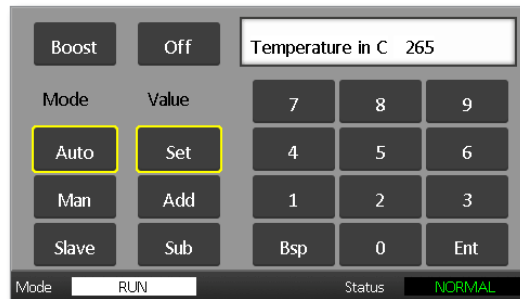 Boost Off Temperature in C 265
Mode Value 7 8 9
Auto Set 4 5 6
Man Add 1 2 3
Slave Sub Bsp 0 Ent
Mode RUN Status NORMAL